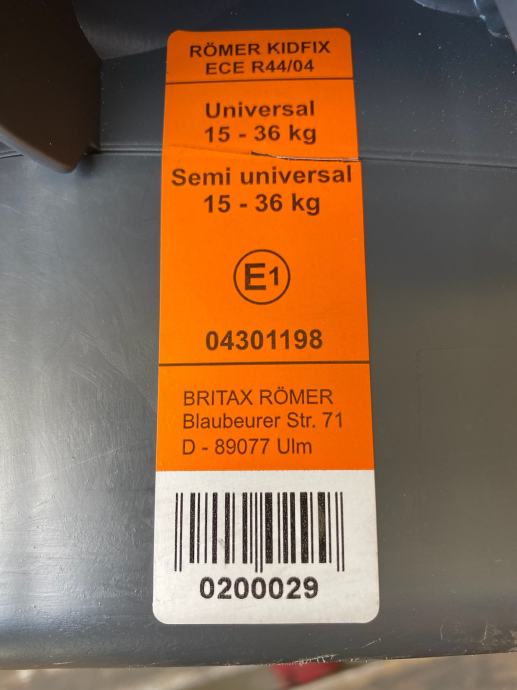 RÖMER KIDFIX
ECE R44/04
Universal
15 - 36 kg
Semi universal
15 - 36 kg
E1
04301198
BRITAX RÖMER
Blaubeurer Str. 71
D - 89077 Ulm
0200029